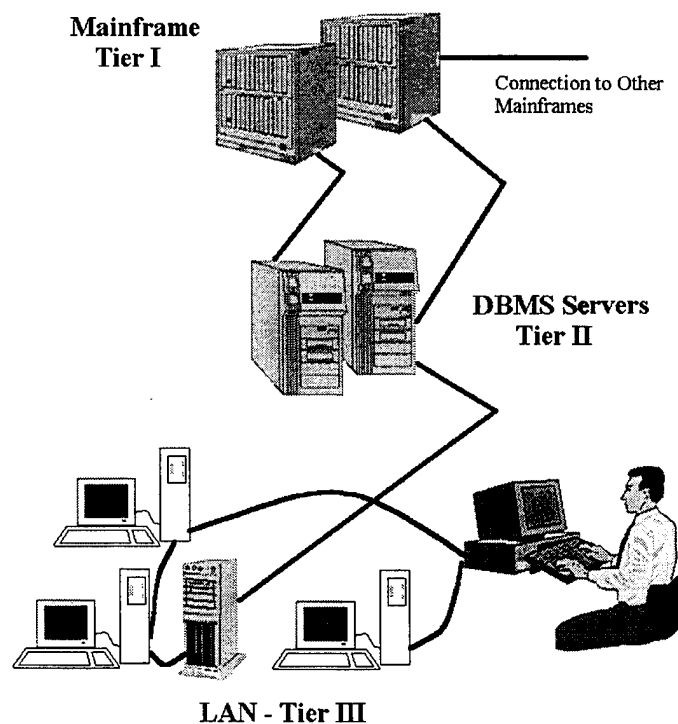 Mainframe
Tier I
Connection to Other
Mainframes
DBMS Servers
Tier II
LAN - Tier III